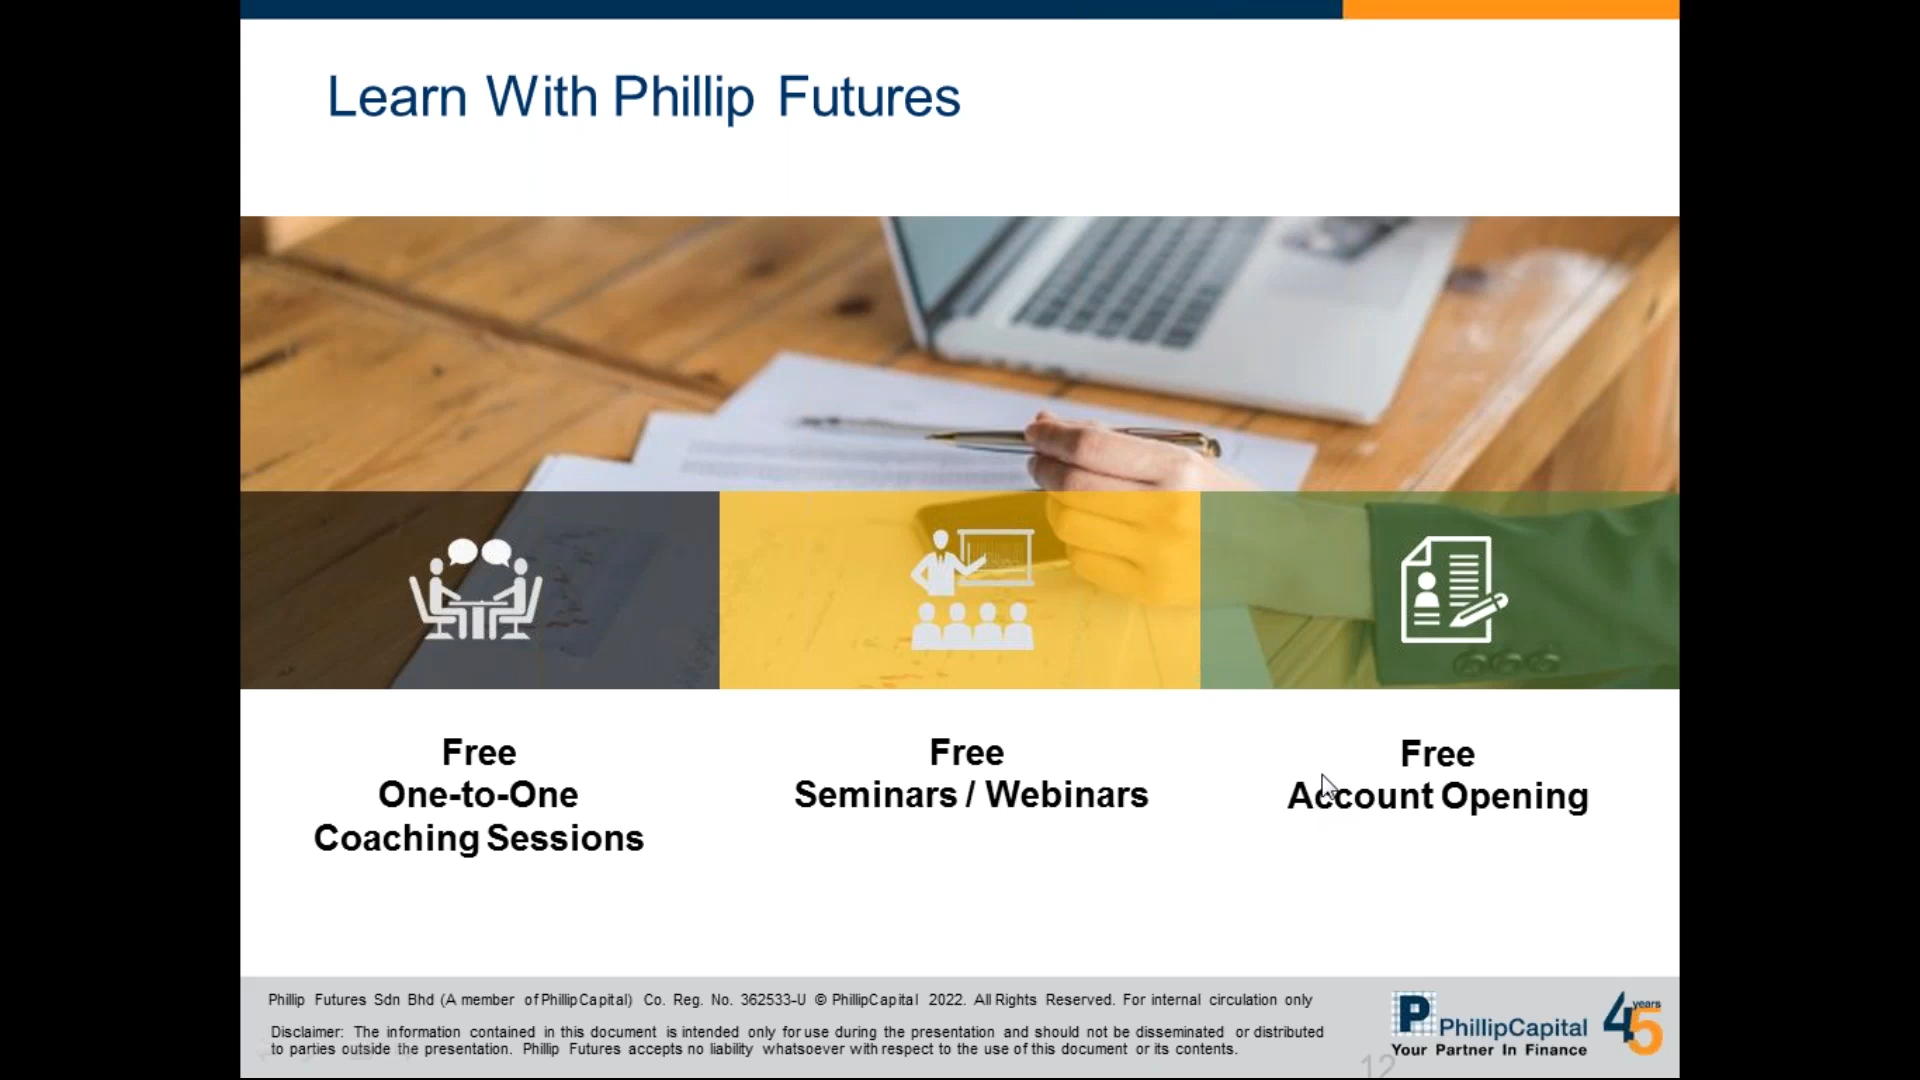 Learn With Phillip Futures
Free
One-to-One
Coaching Sessions
Free
Seminars / Webinars
Free
Account Opening
Phillip Futures Sdn Bhd (A member of PhillipCapital) Co. Reg. No. 362533-U © PhillipCapital 2022. All Rights Reserved. For internal circulation only
Disclaimer: The information contained in this document is intended only for use during the presentation and should not be disseminated or distributed
to parties outside the presentation. Phillip Futures accepts no liability whatsoever with respect to the use of this document or its contents.
P PhillipCapital
Your Partner In Finance
45 years
12